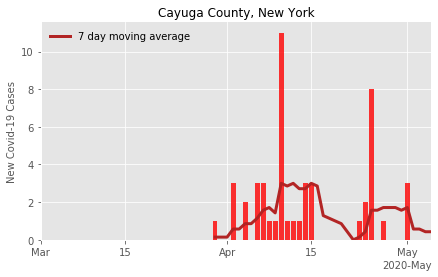 Cayuga County, New York
7 day moving average
New Covid-19 Cases
10
8
6
4
2
0
Mar
15
Apr
15
May
2020-May